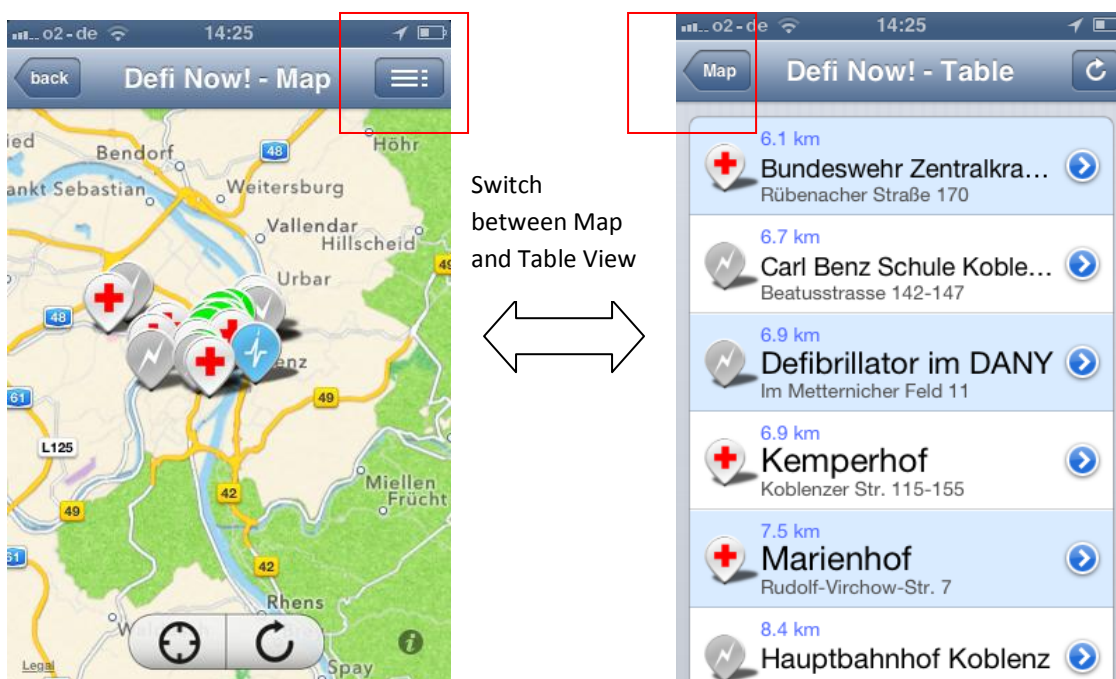 o2-de 14:25
back Defi Now! - Map
ied
Bendorf
48
Höhr
ankt Sebastian
Weitersburg
Vallendar
Hillscheid
49
Urbar
48
enz
61
49
L125
Miellen
Frücht
42
49
61
42
Rhens
Spay
Legal
Switch
between Map
and Table View
o2-de 14:25
Map Defi Now! - Table
6.1 km
Bundeswehr Zentralkra...
Rübenacher Straße 170
6.7 km
Carl Benz Schule Koble...
Beatusstrasse 142-147
6.9 km
Defibrillator im DANY
Im Metternicher Feld 11
6.9 km
Kemperhof
Koblenzer Str. 115-155
7.5 km
Marienhof
Rudolf-Virchow-Str. 7
8.4 km
Hauptbahnhof Koblenz